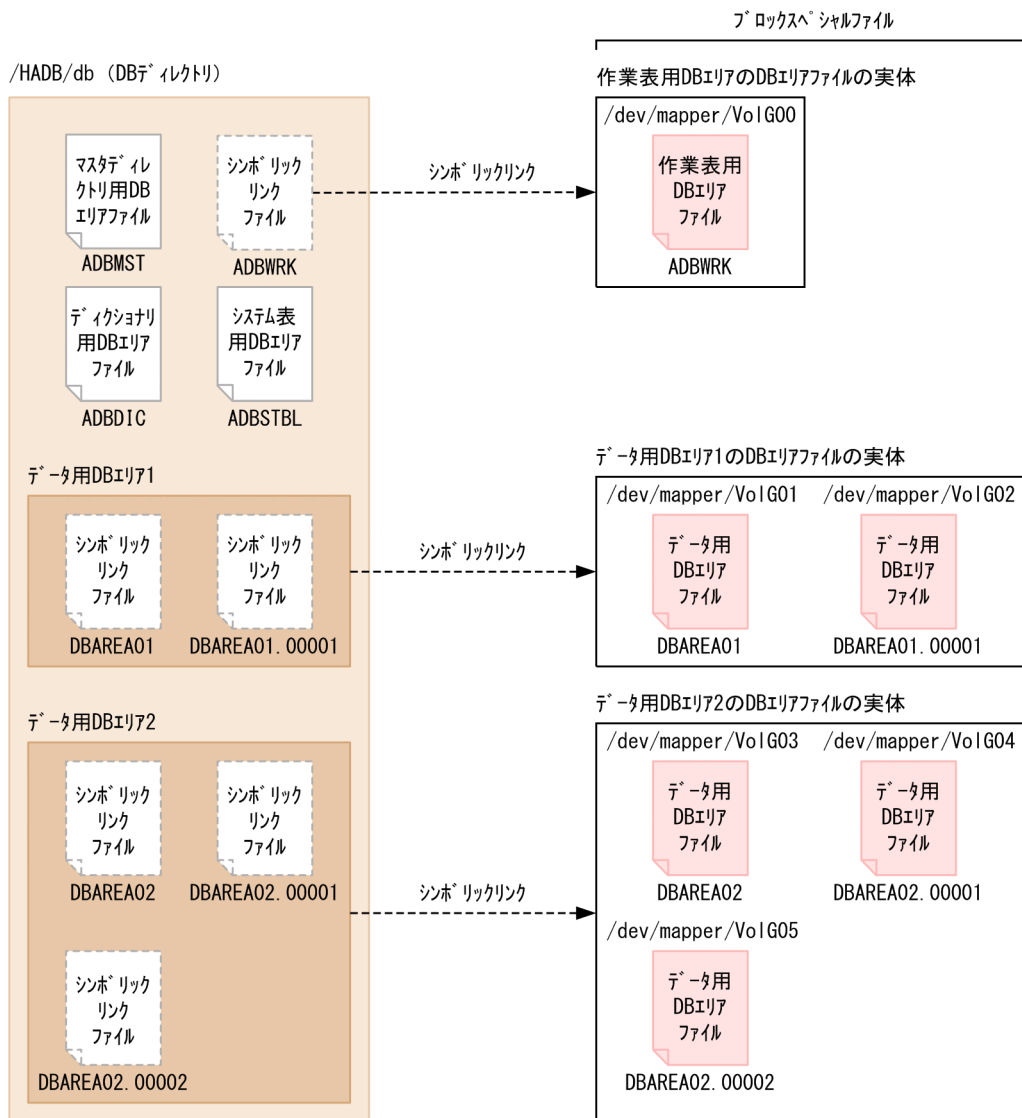 ブロックスペシャルファイル
/HADB/db (DBディレクトリ)
マスタディレ
クトリ用DB
エリアファイル
ADBMST
シンボリック
リンク
ファイル
ADBWRK
ディクショナリ
用DBエリア
ファイル
ADBDIC
システム表
用DBエリア
ファイル
ADBSTBL
シンボリックリンク
作業表用DBエリアのDBエリアファイルの実体
/dev/mapper/VolG00
作業表用
DBエリア
ファイル
ADBWRK
データ用DBエリア1
シンボリック
リンク
ファイル
DBAREA01
シンボリック
リンク
ファイル
DBAREA01.00001
シンボリックリンク
データ用DBエリア1のDBエリアファイルの実体
/dev/mapper/VolG01
データ用
DBエリア
ファイル
DBAREA01
/dev/mapper/VolG02
データ用
DBエリア
ファイル
DBAREA01.00001
データ用DBエリア2
シンボリック
リンク
ファイル
DBAREA02
シンボリック
リンク
ファイル
DBAREA02.00001
シンボリック
リンク
ファイル
DBAREA02.00002
シンボリックリンク
データ用DBエリア2のDBエリアファイルの実体
/dev/mapper/VolG03
データ用
DBエリア
ファイル
DBAREA02
/dev/mapper/VolG04
データ用
DBエリア
ファイル
DBAREA02.00001
/dev/mapper/VolG05
データ用
DBエリア
ファイル
DBAREA02.00002